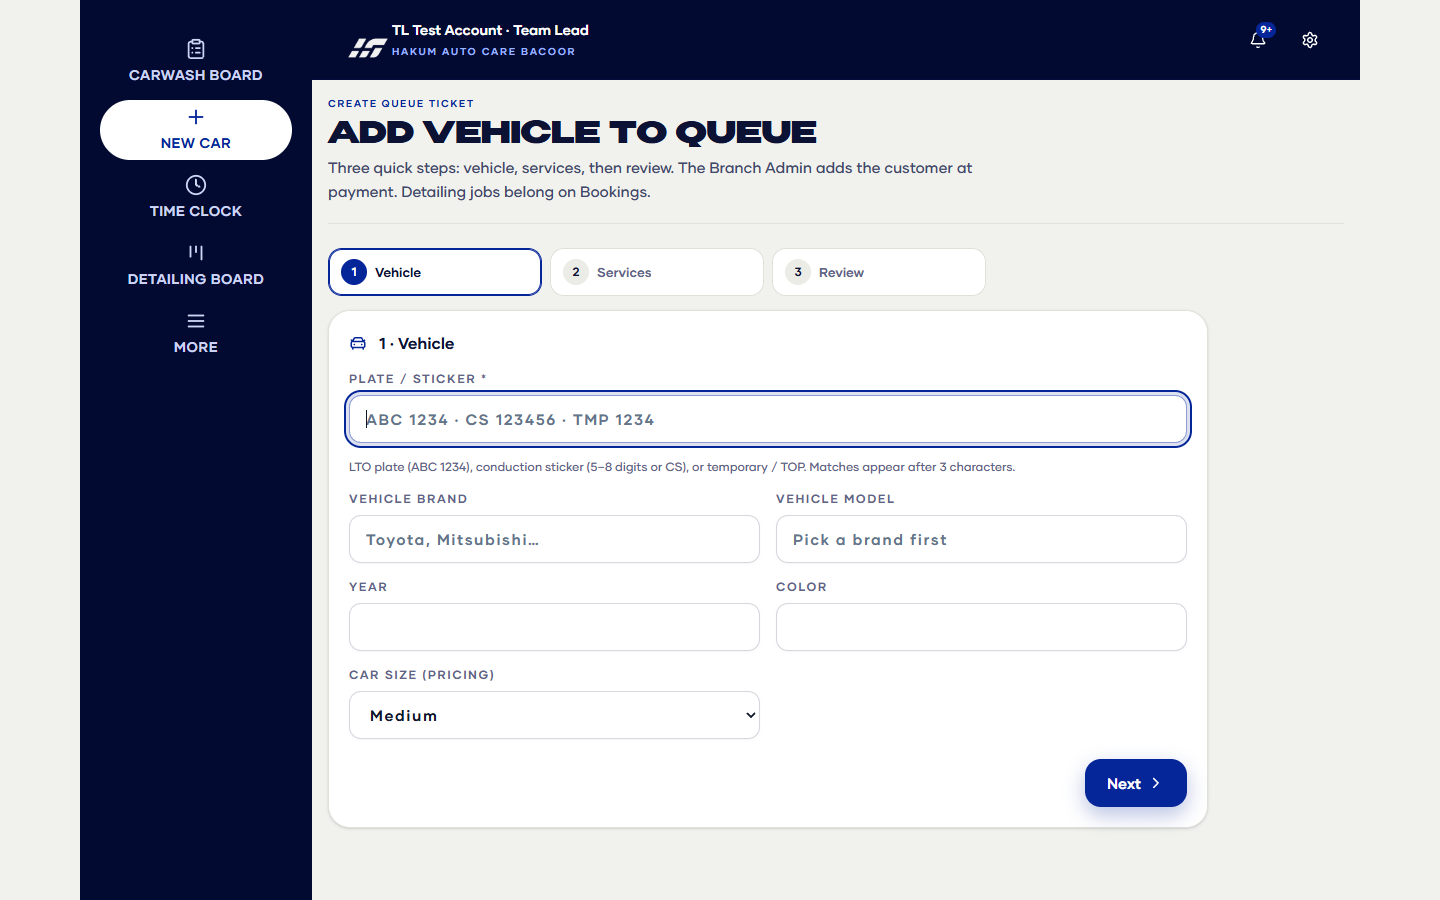 CARWASH BOARD
NEW CAR
TIME CLOCK
DETAILING BOARD
MORE
TL Test Account · Team Lead
HAKUM AUTO CARE BACOOR
9+
CREATE QUEUE TICKET
ADD VEHICLE TO QUEUE
Three quick steps: vehicle, services, then review. The Branch Admin adds the customer at
payment. Detailing jobs belong on Bookings.
1 Vehicle
2 Services
3 Review
1 · Vehicle
PLATE / STICKER *
ABC 1234 · CS 123456 · TMP 1234
LTO plate (ABC 1234), conduction sticker (5–8 digits or CS), or temporary / TOP. Matches appear after 3 characters.
VEHICLE BRAND
VEHICLE MODEL
Toyota, Mitsubishi…
Pick a brand first
YEAR
COLOR
CAR SIZE (PRICING)
Medium
Next